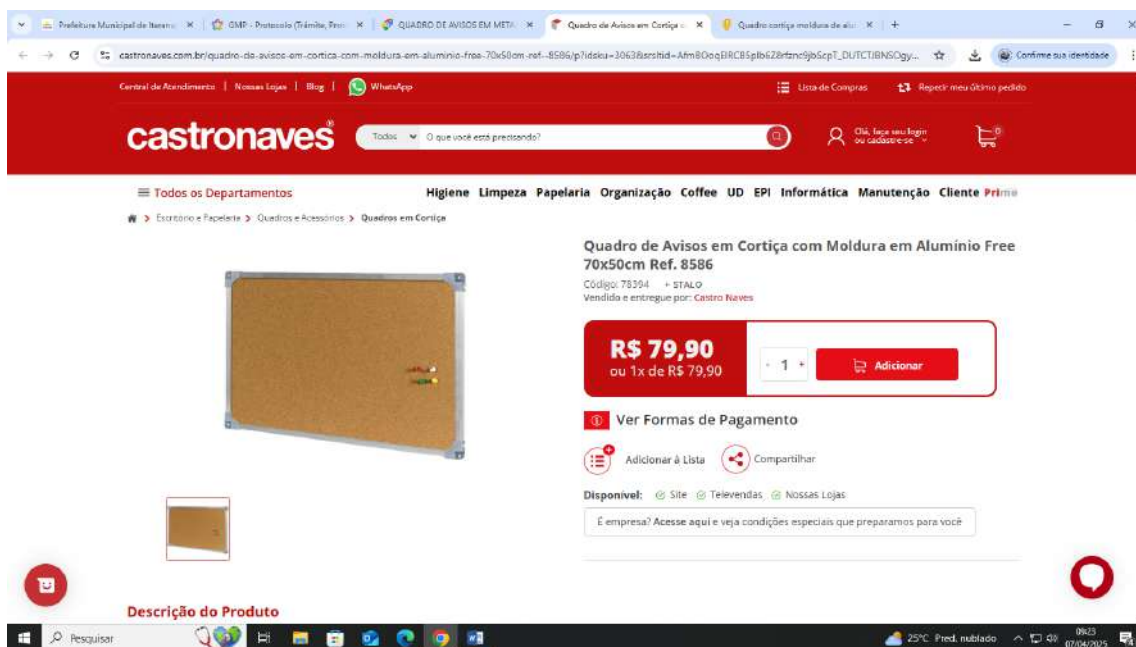 Prefeitura Municipal de Itarana
GMP - Protocolo (Trâmite, Pro
QUADRO DE AVISOS EM META
Quadro de Avisos em Cortiça c
Quadro cortiça moldura de alu
Confirme sua identidade
Central de Atendimento | Nossas Lojas | Blog | WhatsApp
Lista de Compras
Repetir meu último pedido
castronaves®
Todos
O que você está precisando?
Olá, faça seu login
ou cadastre-se
0
Todos os Departamentos
Higiene Limpeza Papelaria Organização Coffee UD EPI Informática Manutenção Cliente Prime
Escritório e Papelaria > Quadros e Acessórios > Quadros em Cortiça
Quadro de Avisos em Cortiça com Moldura em Alumínio Free
70x50cm Ref. 8586
Código: 78394 + STALO
Vendido e entregue por: Castro Naves
R$ 79,90
ou 1x de R$ 79,90
- 1 +
Adicionar
Ver Formas de Pagamento
Adicionar à Lista
Compartilhar
Disponível: Site Televendas Nossas Lojas
É empresa? Acesse aqui e veja condições especiais que preparamos para você
Descrição do Produto
Pesquisar
25°C Pred. nublado
09:23
07/04/2025